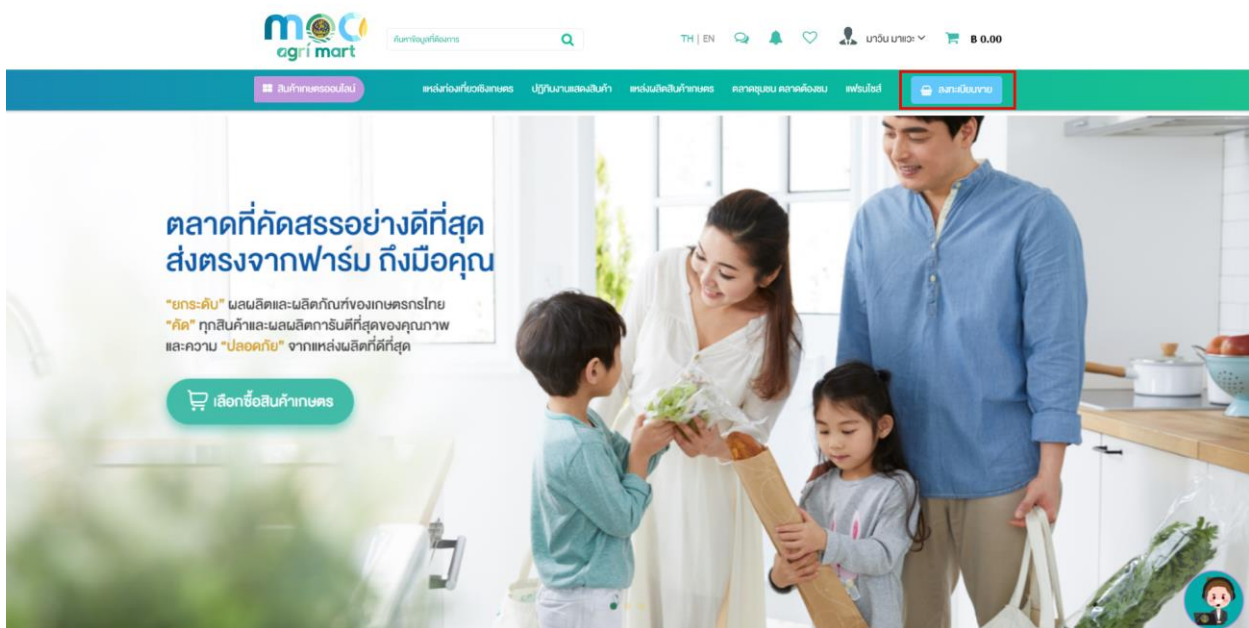 moc
agri mart
ค้นหาข้อมูลที่ต้องการ
TH | EN
มาวิน มาแวะ
฿ 0.00
สินค้าเกษตรออนไลน์
แหล่งท่องเที่ยวเชิงเกษตร
ปฏิทินงานแสดงสินค้า
แหล่งผลิตสินค้าเกษตร
ตลาดชุมชน ตลาดต้องชม
แฟรนไชส์
ลงทะเบียนขาย
ตลาดที่คัดสรรอย่างดีที่สุด
ส่งตรงจากฟาร์ม ถึงมือคุณ
“ยกระดับ” ผลผลิตและผลิตภัณฑ์ของเกษตรกรไทย
“คัด” ทุกสินค้าและผลผลิตการันตีที่สุดของคุณภาพ
และความ “ปลอดภัย” จากแหล่งผลิตที่ดีที่สุด
เลือกซื้อสินค้าเกษตร